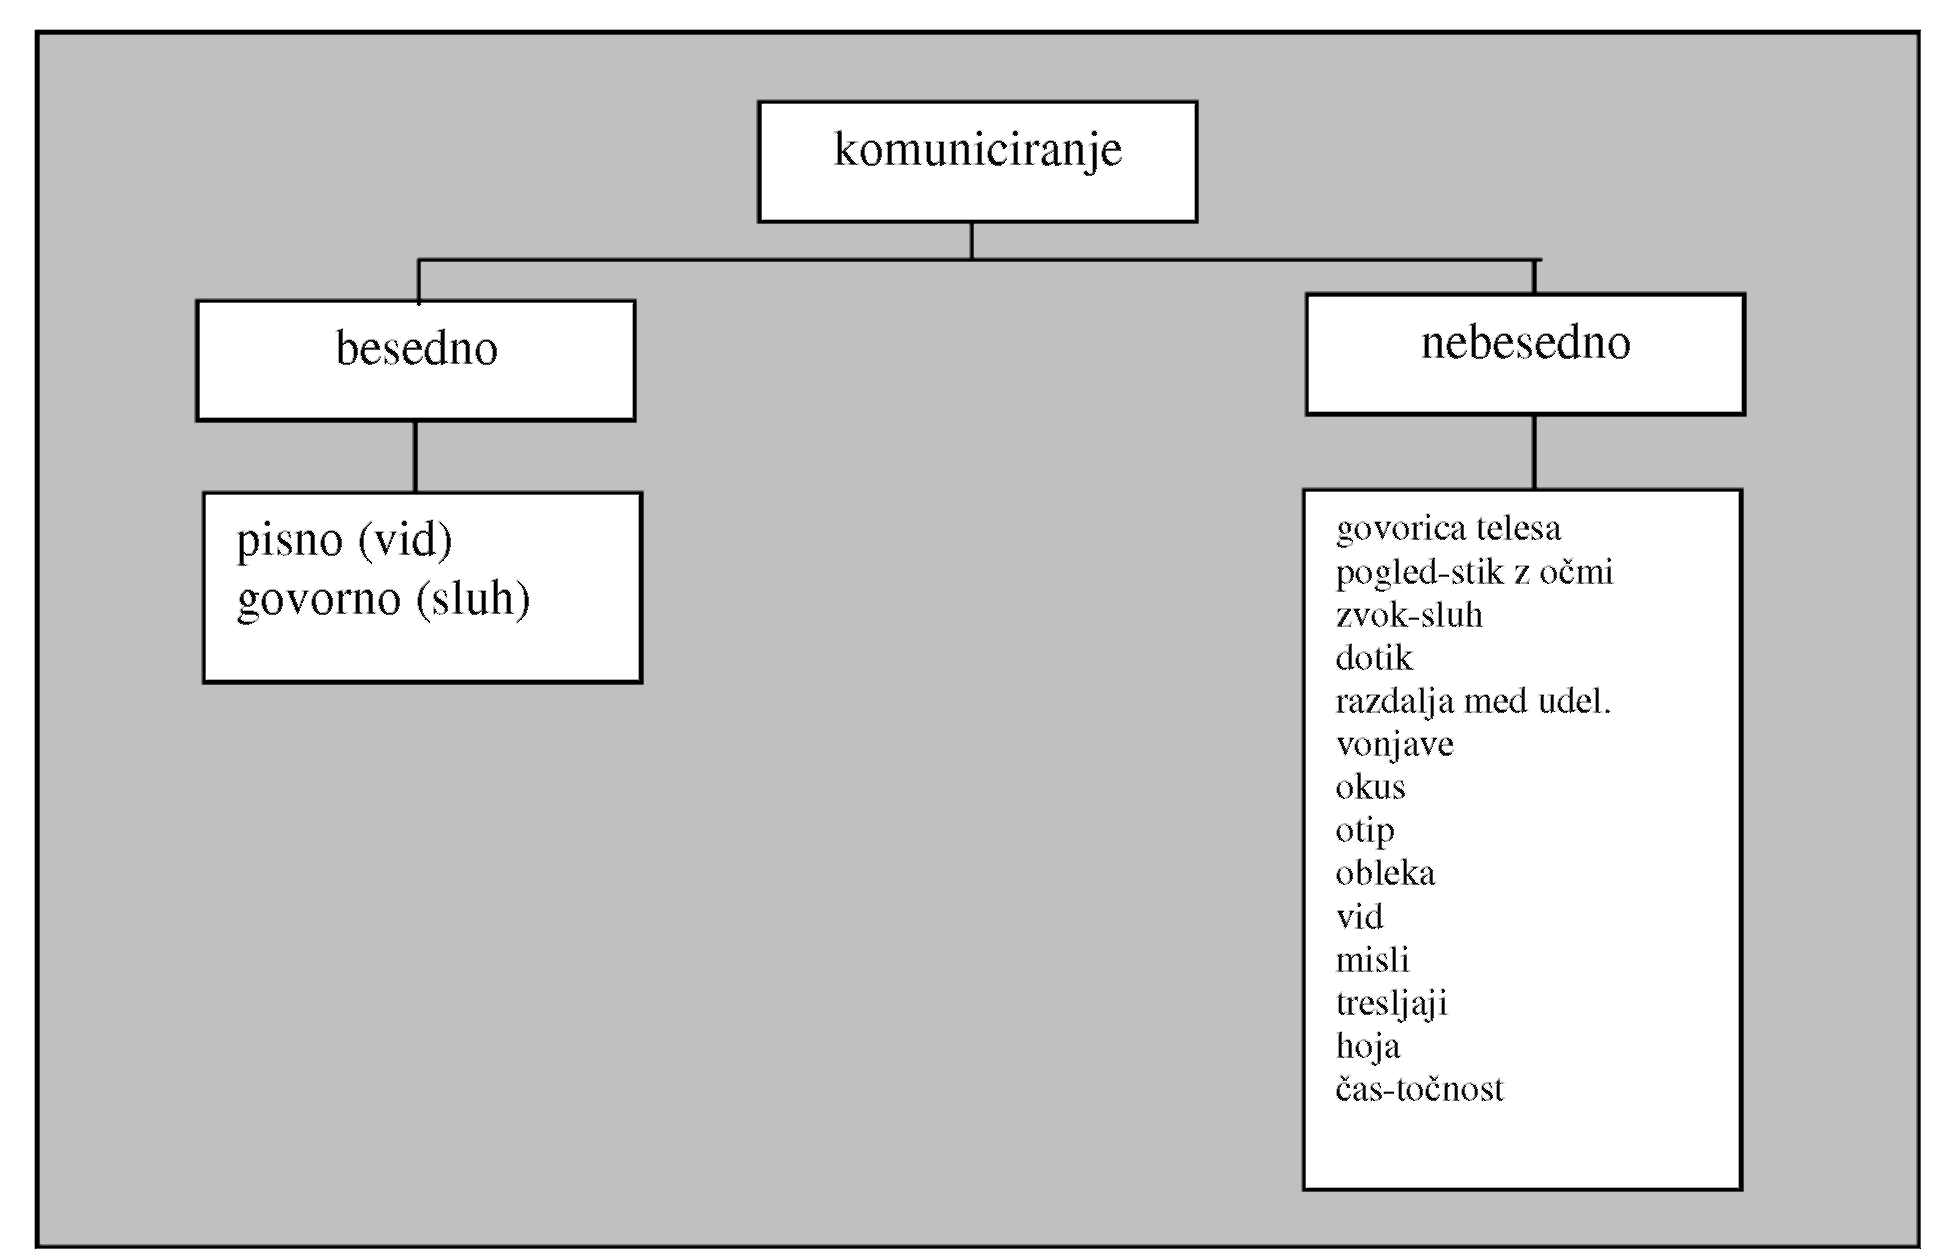 komuniciranje
besedno
nebesedno
pisno (vid)
govorno (sluh)
govorica telesa
pogled-stik z očmi
zvok-sluh
dotik
razdalja med udel.
vonjave
okus
otip
obleka
vid
misli
tresljaji
hoja
čas-točnost